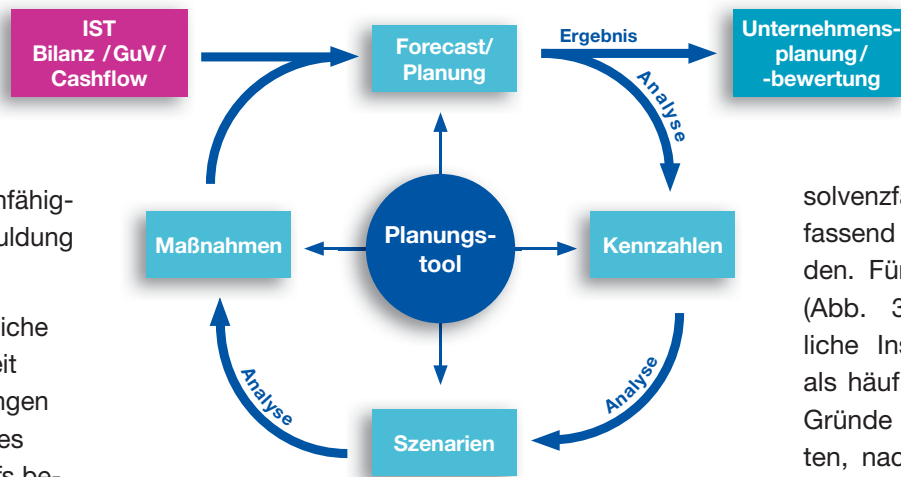 IST
Bilanz / GuV/
Cashflow
Forecast/
Planung
Ergebnis
Unternehmens-
planung/
-bewertung
Analyse
Maßnahmen
Planungs-
tool
Kennzahlen
Analyse
Analyse
Szenarien
nfähig-
uldung
iche
eit
ngen
es
fs be-
solvenzfa
fassend
den. Für
(Abb. 3
liche Ins
als häuf
Gründe
ten, nac